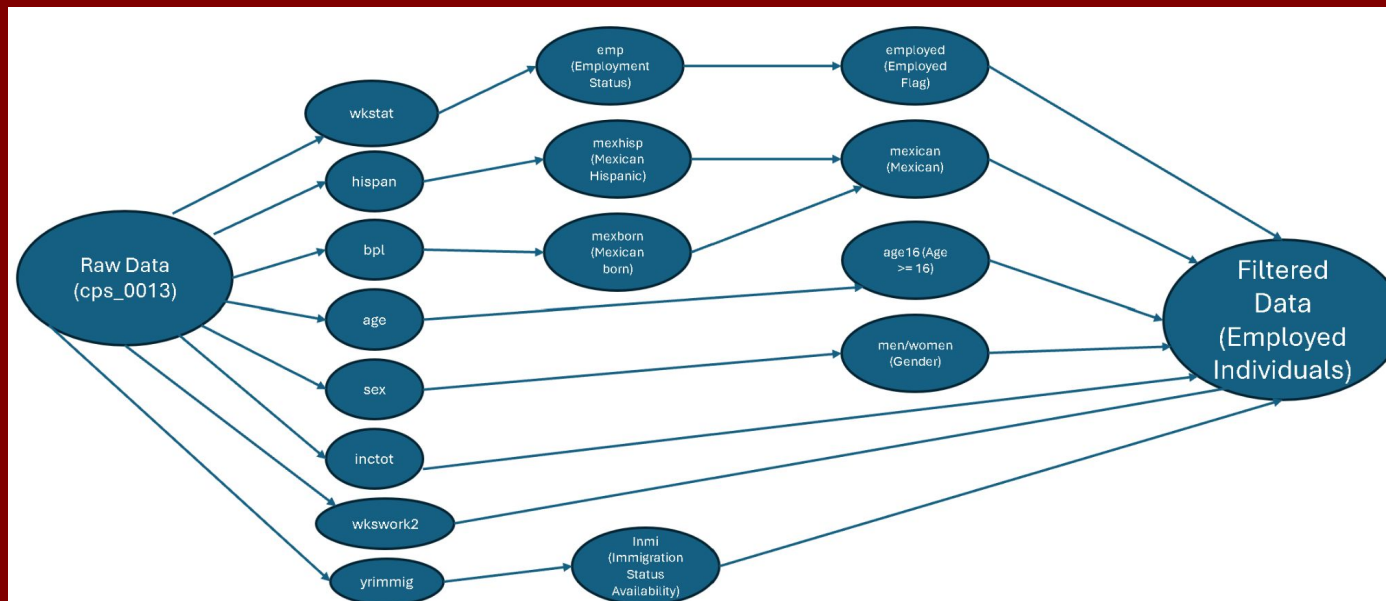 emp
(Employment
Status)
employed
(Employed
Flag)
wkstat
mexhisp
(Mexican
Hispanic)
mexican
(Mexican)
hispan
Raw Data
(cps_0013)
bpl
mexborn
(Mexican
born)
age16 (Age
>= 16)
Filtered
Data
(Employed
Individuals)
age
men/women
(Gender)
sex
inctot
wkswork2
Inmi
(Immigration
Status
Availability)
yrimmig